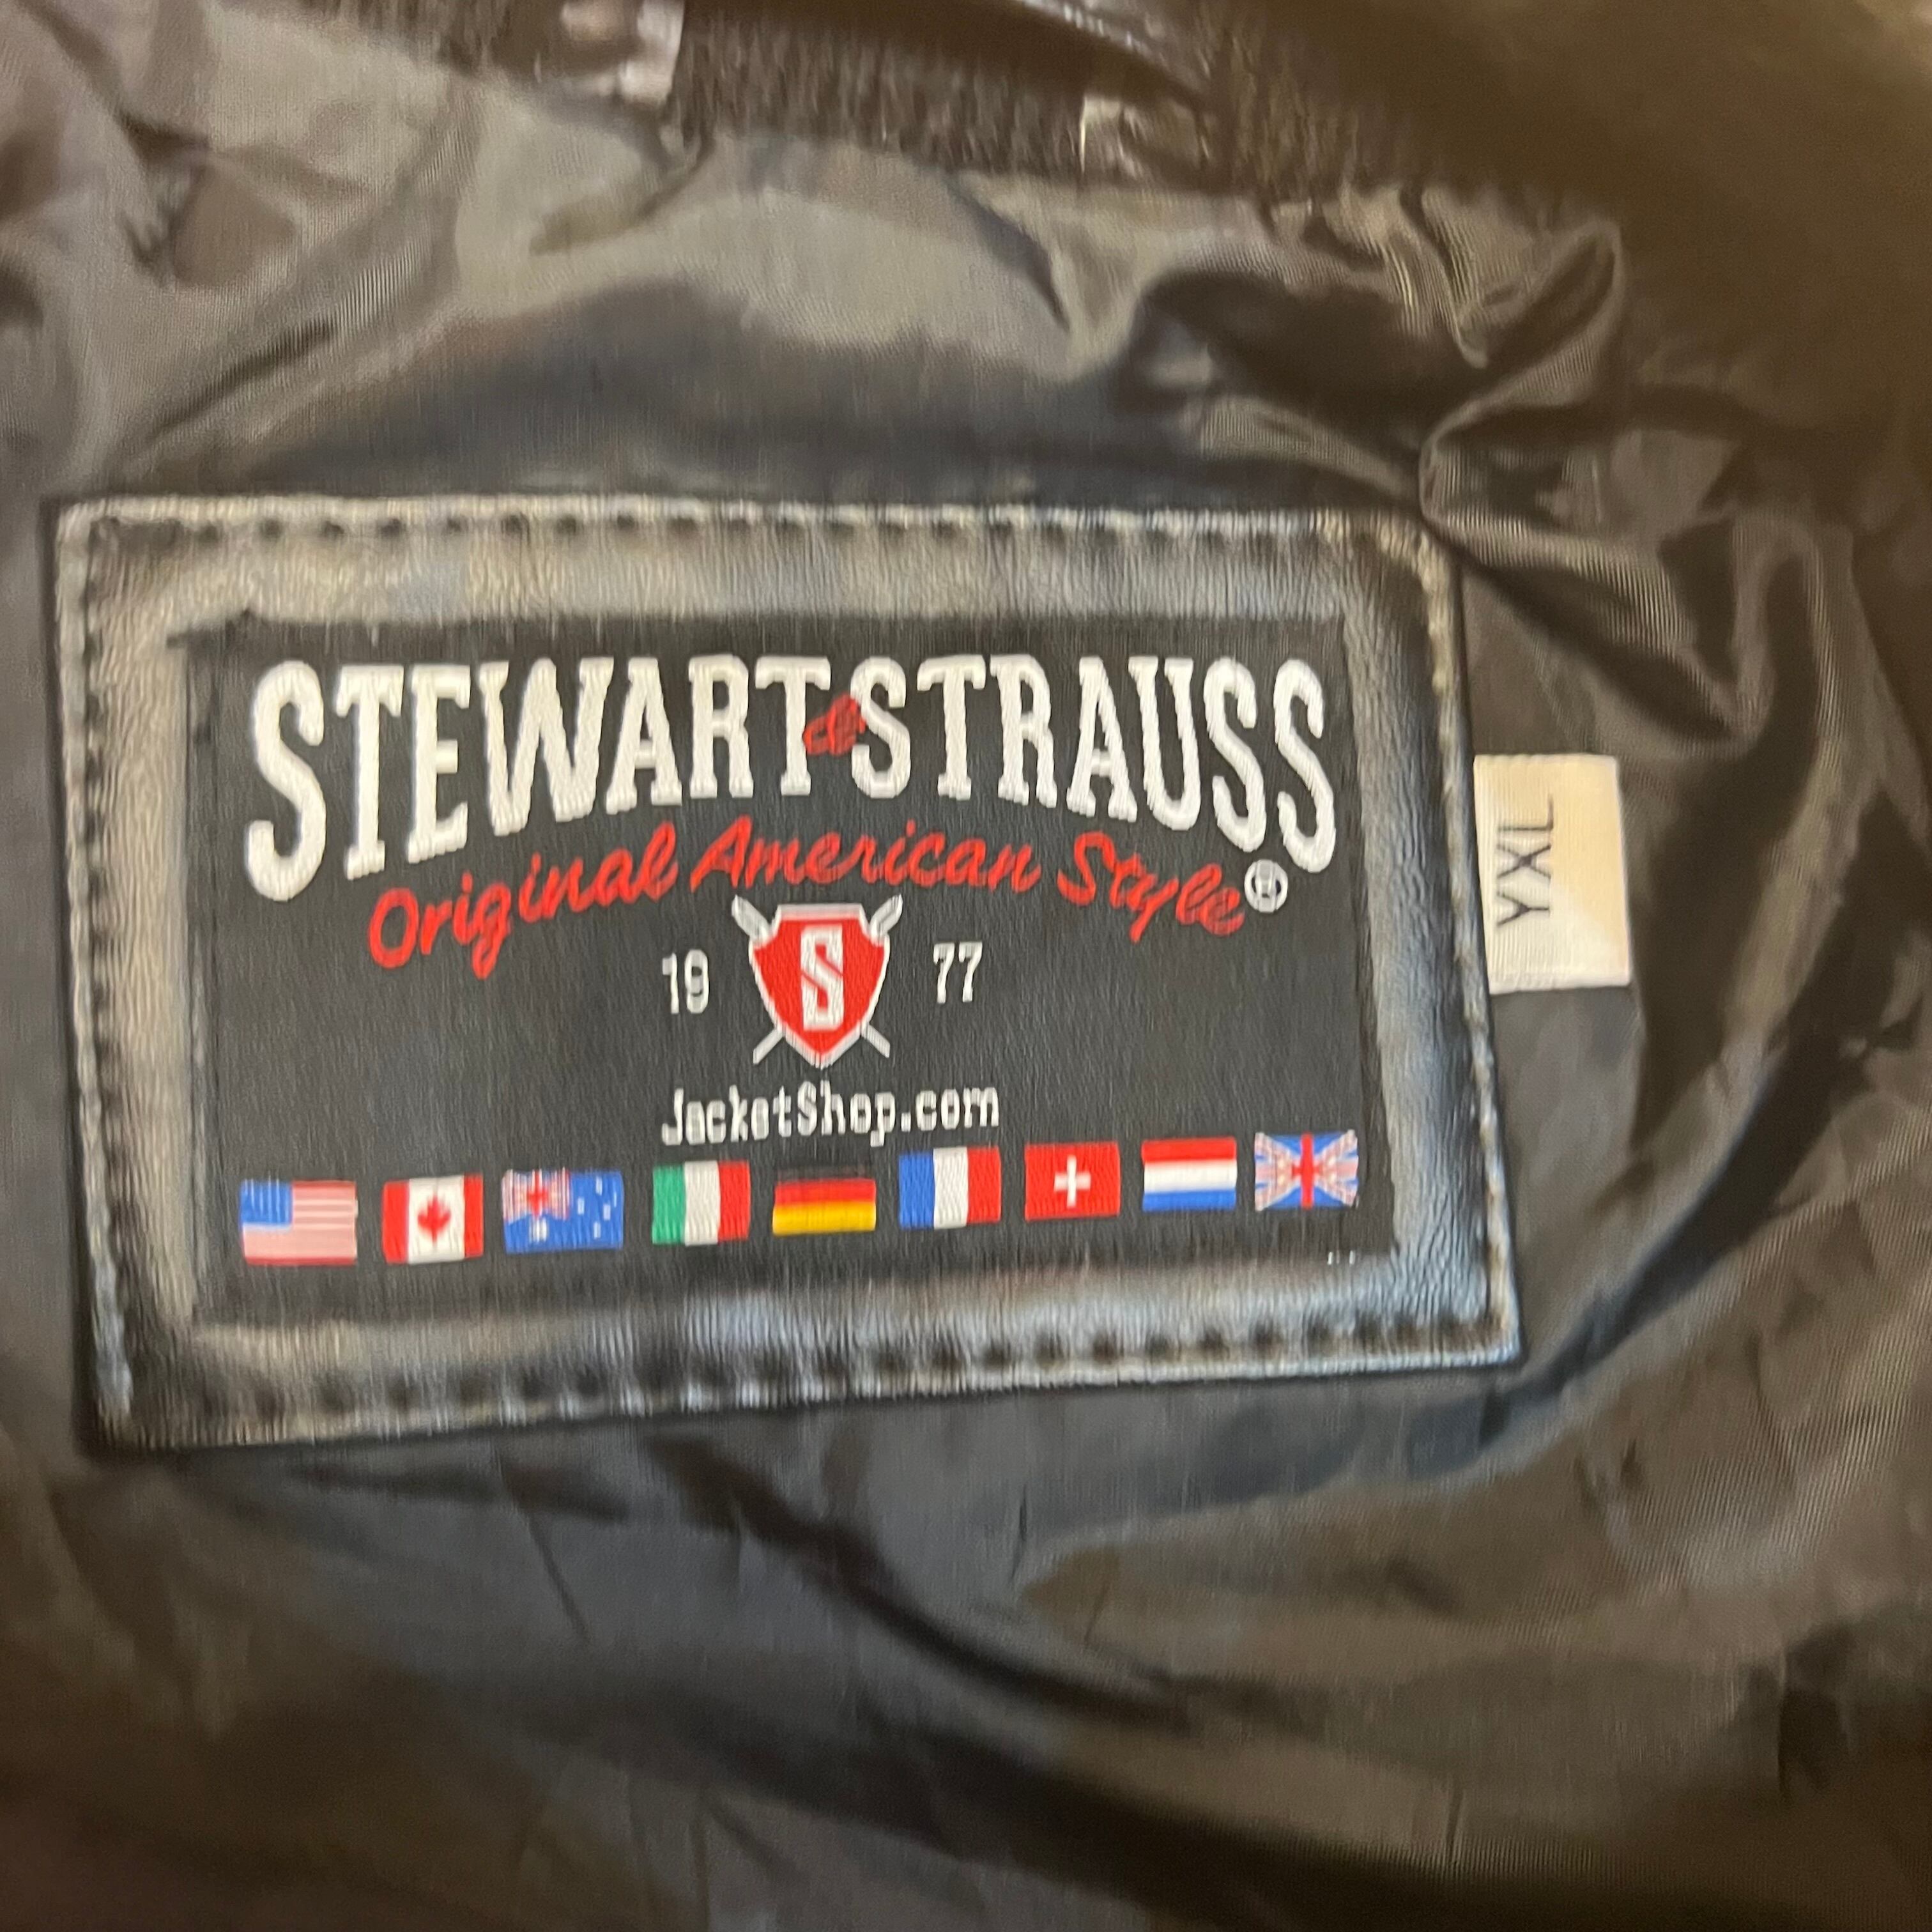 STEWART & STRAUSS
Original American Style®
19 S 77
JacketShop.com
YXL